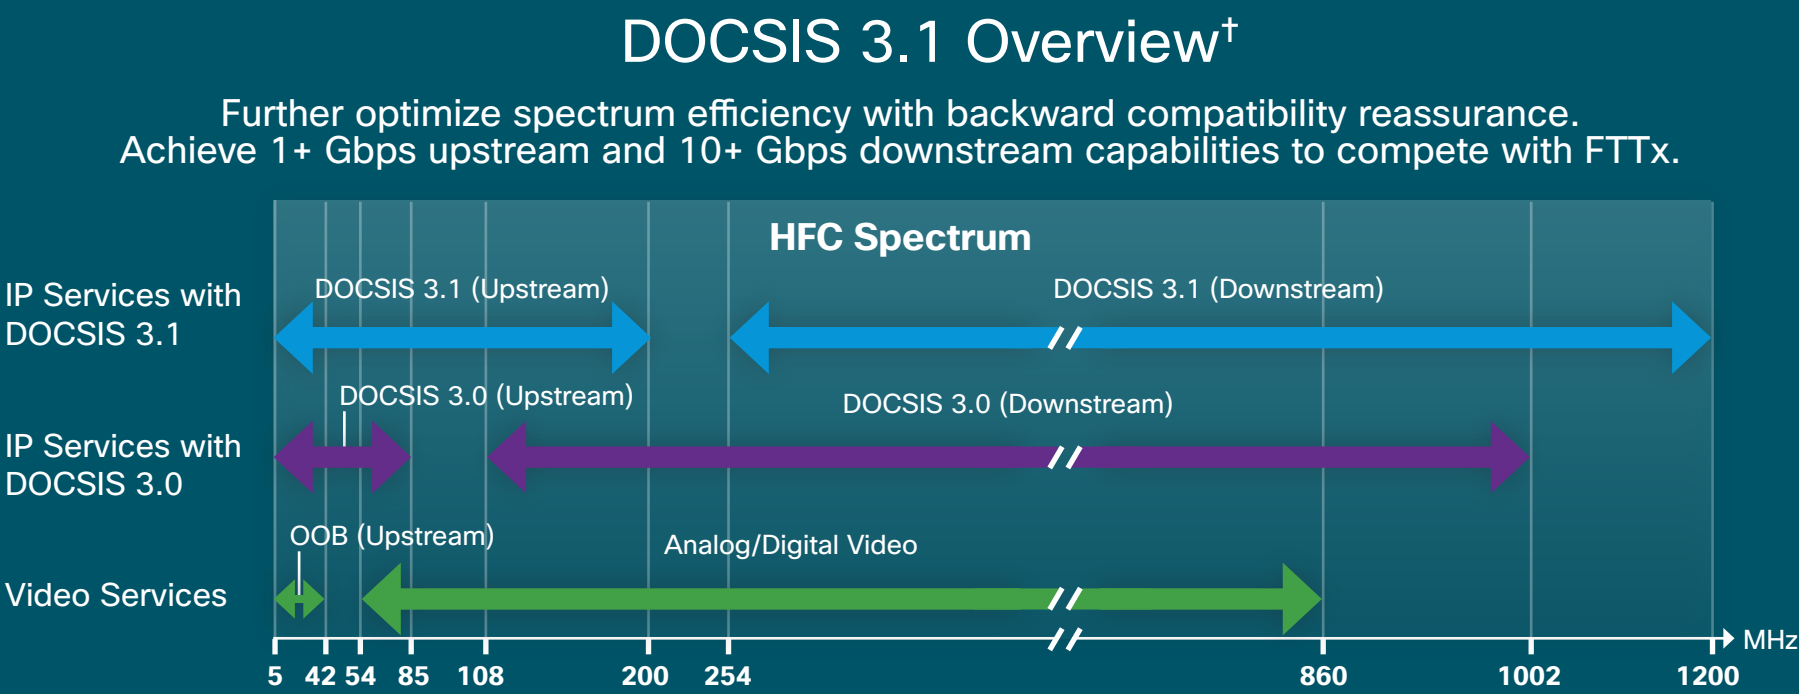 DOCSIS 3.1 Overview†
Further optimize spectrum efficiency with backward compatibility reassurance.
Achieve 1+ Gbps upstream and 10+ Gbps downstream capabilities to compete with FTTx.
HFC Spectrum
IP Services with
DOCSIS 3.1
DOCSIS 3.1 (Upstream)
DOCSIS 3.1 (Downstream)
IP Services with
DOCSIS 3.0
DOCSIS 3.0 (Upstream)
DOCSIS 3.0 (Downstream)
Video Services
OOB (Upstream)
Analog/Digital Video
MHz
5 42 54 85 108 200 254 860 1002 1200